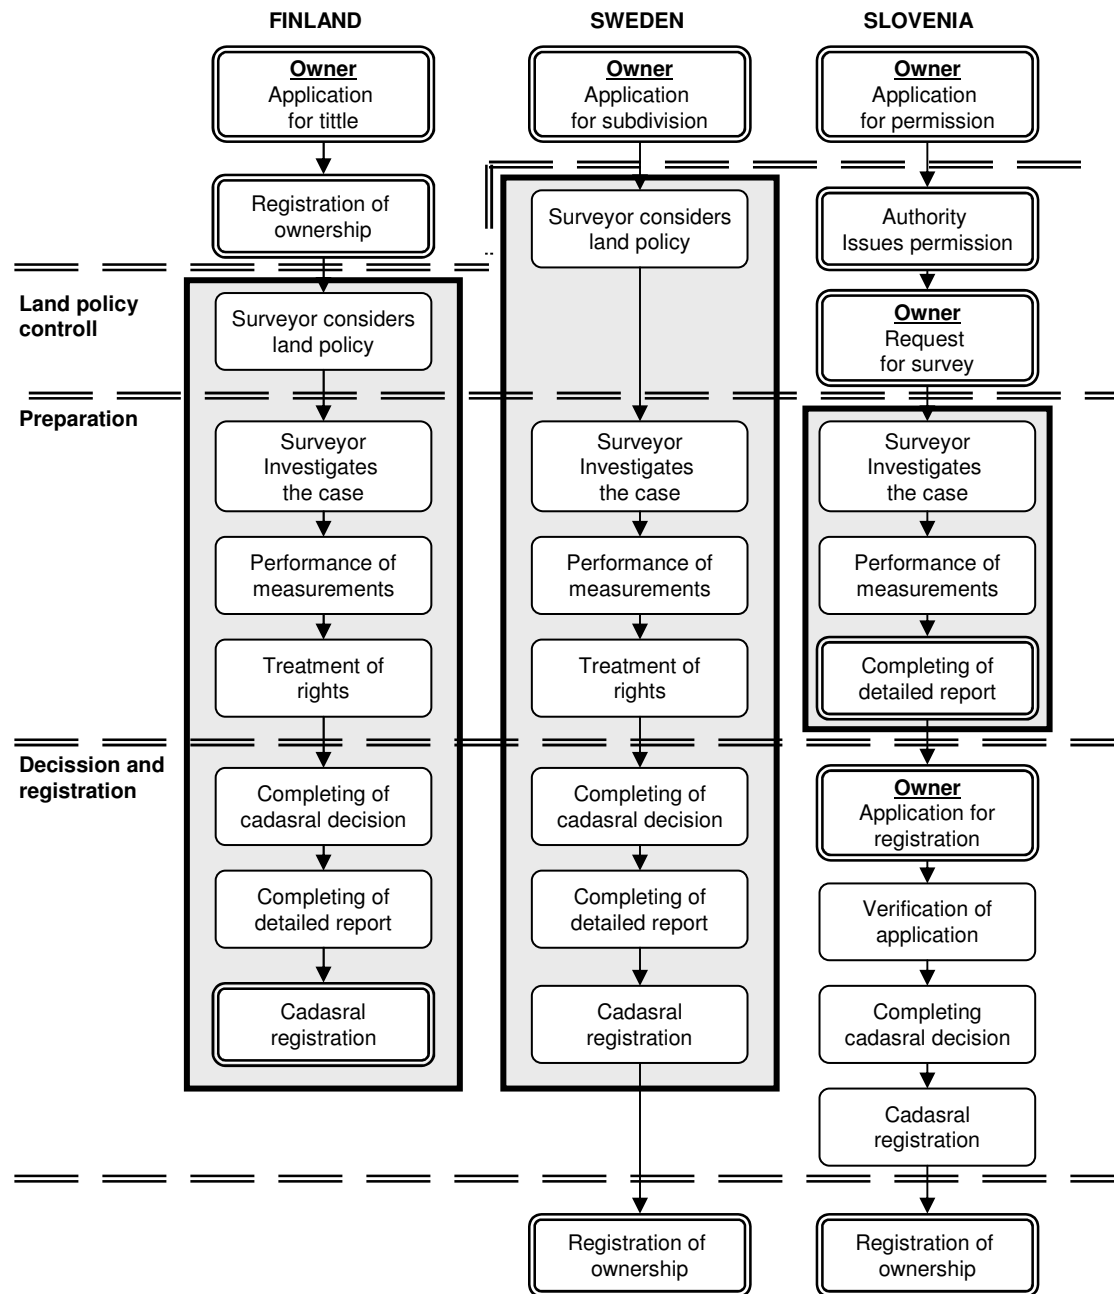 FINLAND
SWEDEN
SLOVENIA
Owner
Application
for tittle
Registration of
ownership
Surveyor considers
land policy
Surveyor
Investigates
the case
Performance of
measurements
Treatment of
rights
Completing of
cadasral decision
Completing of
detailed report
Cadasral
registration
Owner
Application
for subdivision
Surveyor considers
land policy
Surveyor
Investigates
the case
Performance of
measurements
Treatment of
rights
Completing of
cadasral decision
Completing of
detailed report
Cadasral
registration
Registration of
ownership
Owner
Application
for permission
Authority
Issues permission
Owner
Request
for survey
Surveyor
Investigates
the case
Performance of
measurements
Completing of
detailed report
Owner
Application for
registration
Verification of
application
Completing
cadasral decision
Cadasral
registration
Registration of
ownership
Land policy
controll
Preparation
Decission and
registration